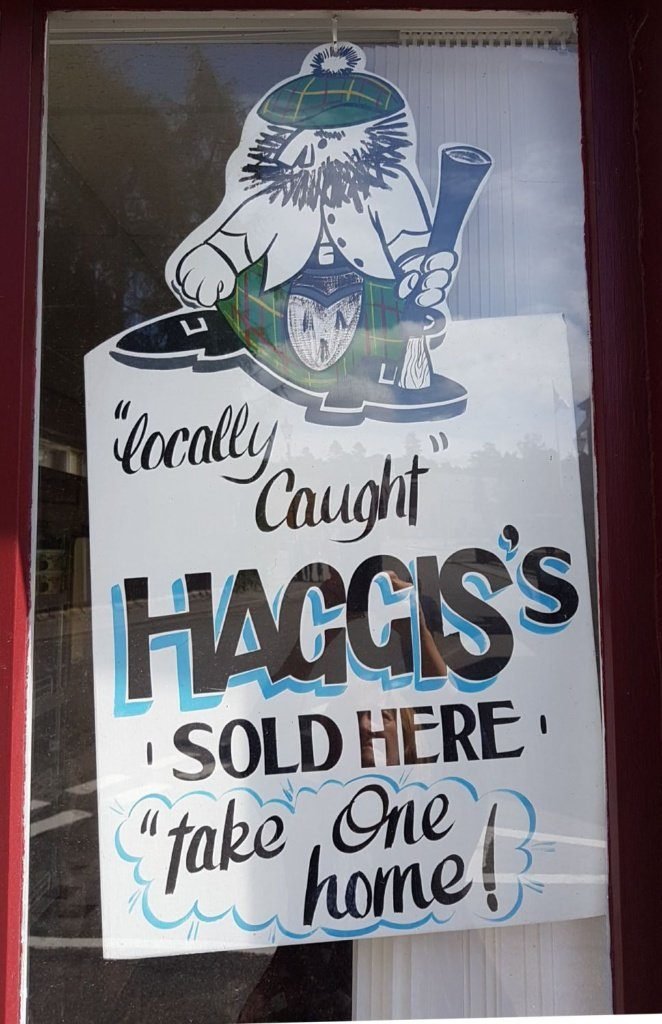 "locally
Caught"
HAGGIS's
'SOLD HERE'
"take One
home!